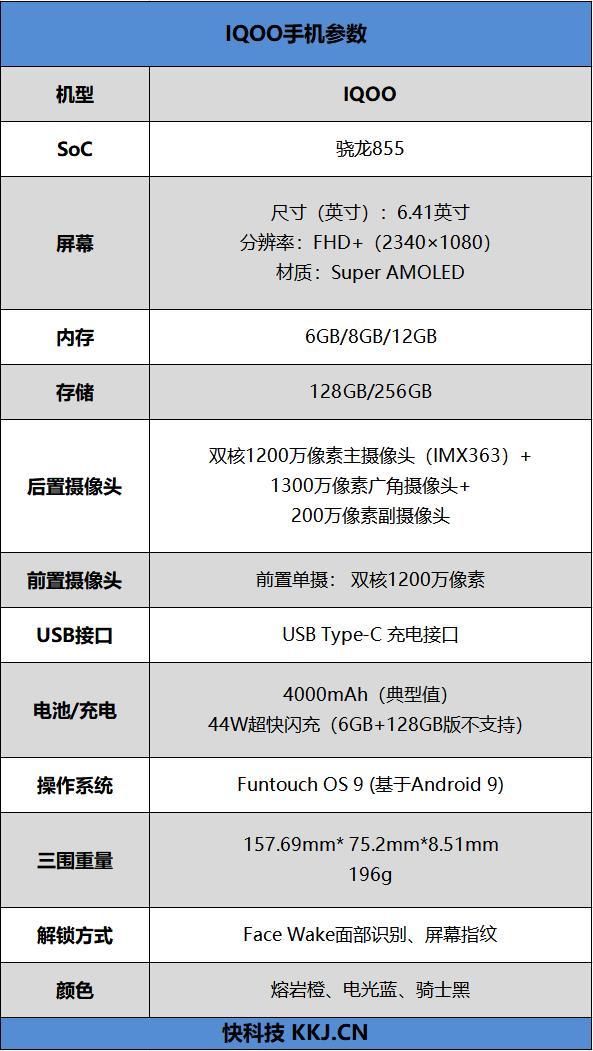 IQOO手机参数
机型
IQOO
SoC
骁龙855
屏幕
尺寸（英寸）：6.41英寸
分辨率：FHD+（2340×1080）
材质：Super AMOLED
内存
6GB/8GB/12GB
存储
128GB/256GB
后置摄像头
双核1200万像素主摄像头（IMX363）+
1300万像素广角摄像头+
200万像素副摄像头
前置摄像头
前置单摄： 双核1200万像素
USB接口
USB Type-C 充电接口
电池/充电
4000mAh（典型值）
44W超快闪充（6GB+128GB版不支持）
操作系统
Funtouch OS 9 (基于Android 9)
三围重量
157.69mm* 75.2mm*8.51mm
196g
解锁方式
Face Wake面部识别、屏幕指纹
颜色
熔岩橙、电光蓝、骑士黑
快科技 KKJ.CN